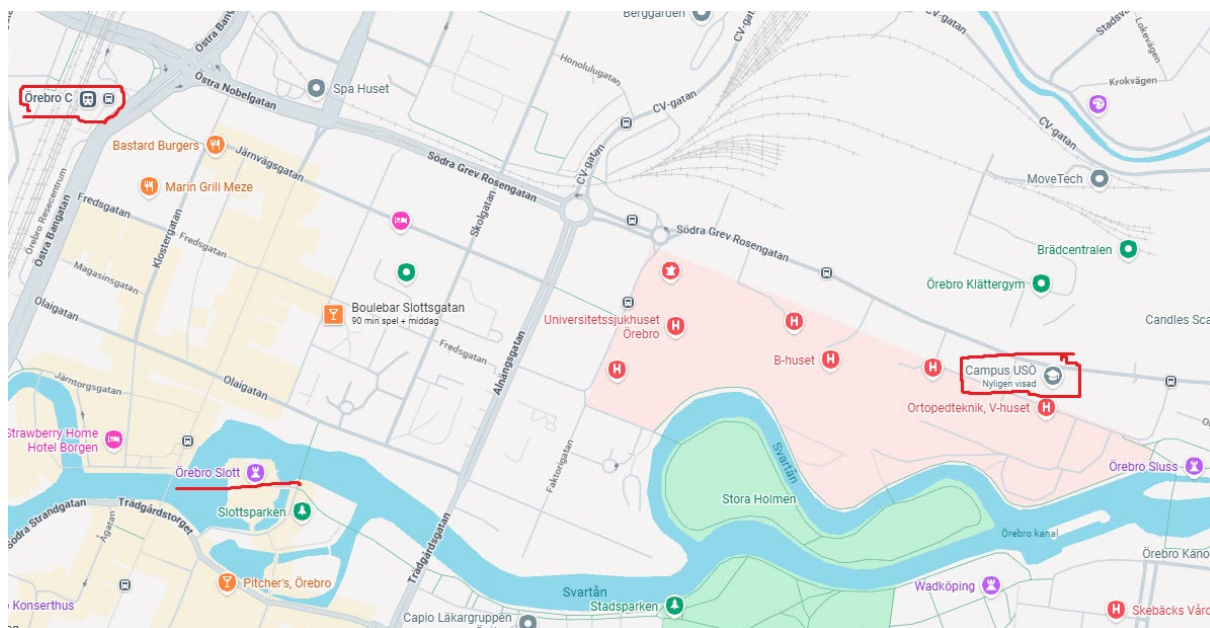 Berggården
CV-gatan
Stadsv
Lokevägen
Östra Bang
Östra Bangatan
Honolulugatan
Krokvägen
Örebro C
Östra Nobelgatan
Spa Huset
CV-gatan
CV-gatan
Bastard Burgers
Järnvägsgatan
Södra Grev Rosengatan
CV-gatan
MoveTech
Marin Grill Meze
Fredsgatan
Klostergatan
Skolgatan
Södra Grev Rosengatan
Örebro Resecentrum
Östra Bangatan
Fredsgatan
Brädcentralen
Magasinsgatan
Örebro Klättergym
Olaigatan
Boulebar Slottsgatan
90 min spel + middag
Universitetssjukhuset
Örebro
Candles Sca
Fredsgatan
B-huset
Alnängsgatan
Campus USÖ
Nyligen visad
Järntorgsgatan
Olaigatan
Ortopedteknik, V-huset
Strawberry Home
Hotel Borgen
Svartån
Örebro Slott
Faktorigatan
Örebro Sluss
Stora Holmen
Södra Strandgatan
Trädgårdstorget
Slottsparken
Ågatan
Trädgårdsgatan
Örebro kanal
Örebro Kano
Pitcher's, Örebro
Svartån
Wadköping
Konserthus
Stadsparken
Capio Läkargruppen
Skebäcks Vårc